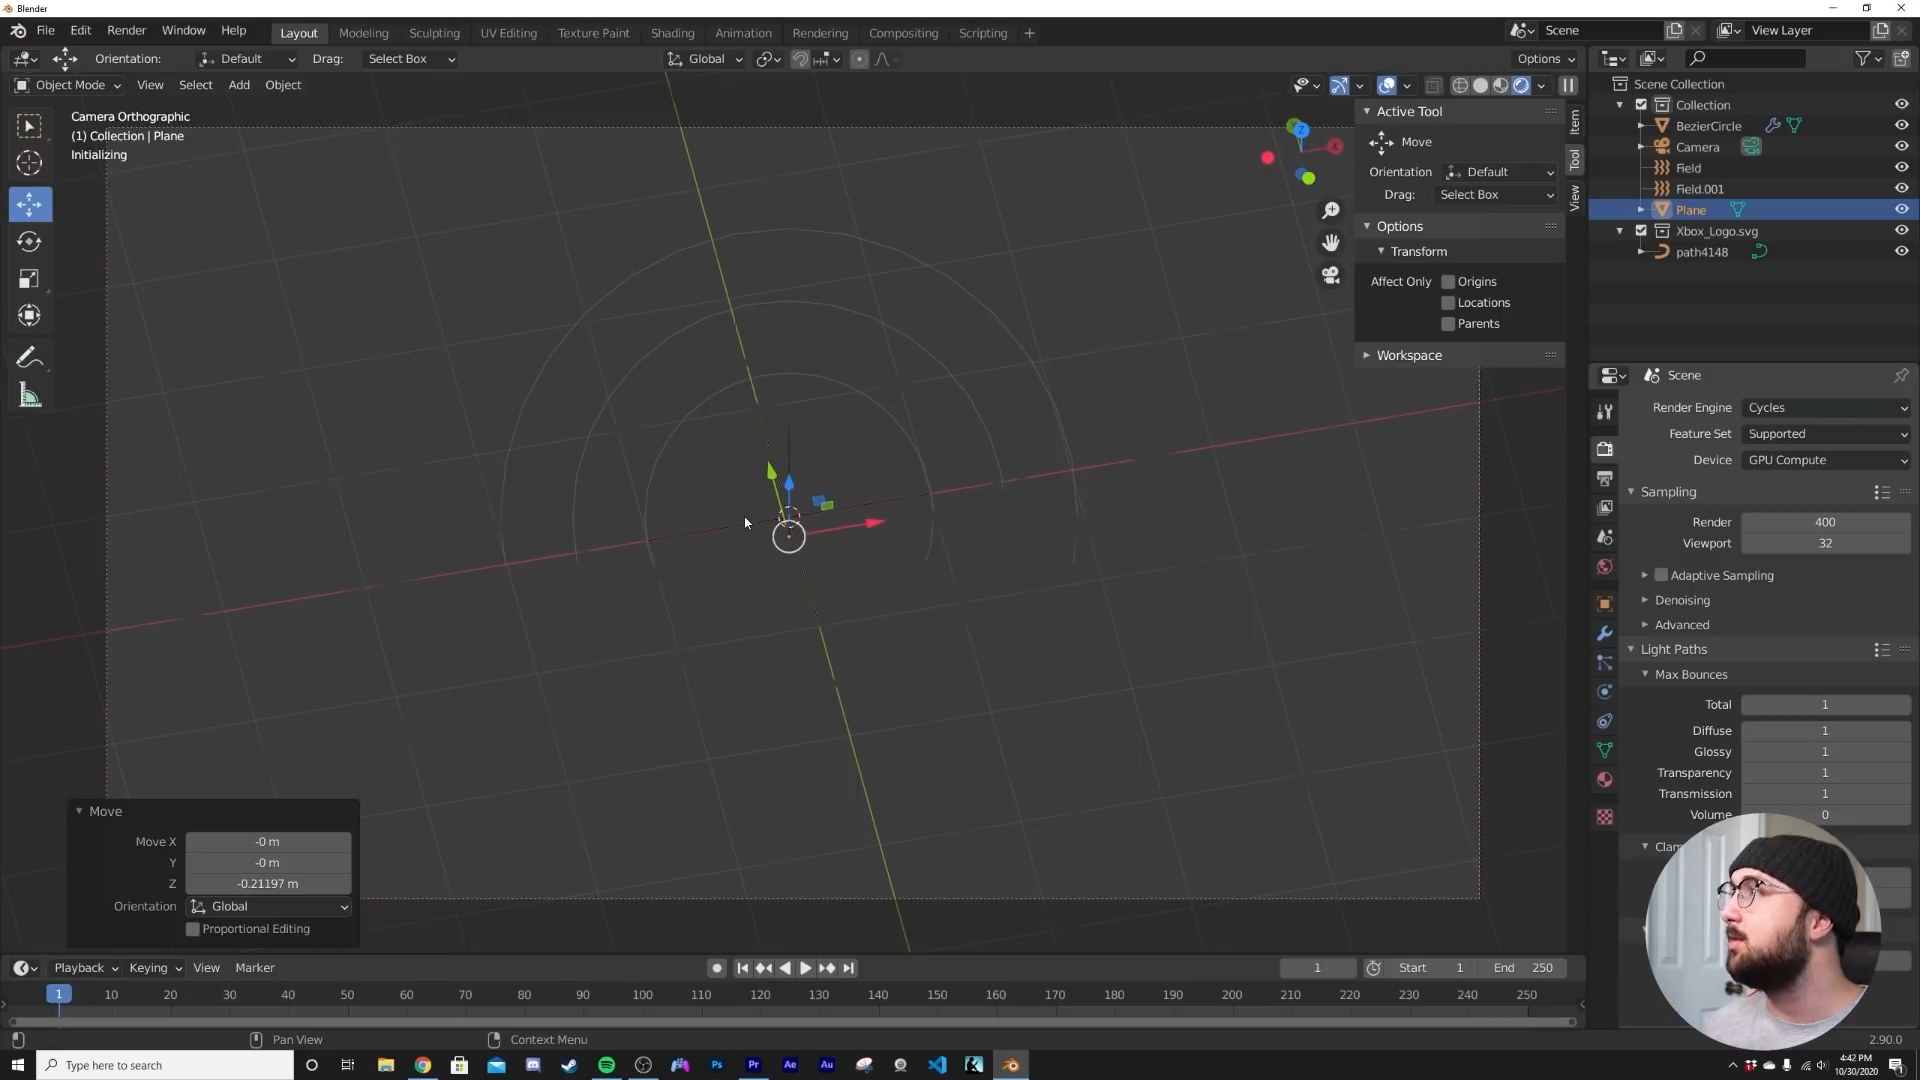 Blender
File Edit Render Window Help Layout Modeling Sculpting UV Editing Texture Paint Shading Animation Rendering Compositing Scripting + Scene View Layer
Orientation: Default Drag: Select Box Global Options
Object Mode View Select Add Object
Camera Orthographic
(1) Collection | Plane
Initializing
Active Tool
Move
Orientation Default
Drag: Select Box
Options
Transform
Affect Only Origins
Locations
Parents
Workspace
Item
Tool
View
Z
X
Scene Collection
Collection
BezierCircle
Camera
Field
Field.001
Plane
Xbox_Logo.svg
path4148
Scene
Render Engine Cycles
Feature Set Supported
Device GPU Compute
Sampling
Render 400
Viewport 32
Adaptive Sampling
Denoising
Advanced
Light Paths
Max Bounces
Total 1
Diffuse 1
Glossy 1
Transparency 1
Transmission 1
Volume 0
Clam
Move
Move X -0 m
Y -0 m
Z -0.21197 m
Orientation Global
Proportional Editing
Playback Keying View Marker 1 Start 1 End 250
1 10 20 30 40 50 60 70 80 90 100 110 120 130 140 150 160 170 180 190 200 210 220 230 240 250
Pan View Context Menu 2.90.0
Type here to search Ps Pr Ae Au 4:42 PM
10/30/2020